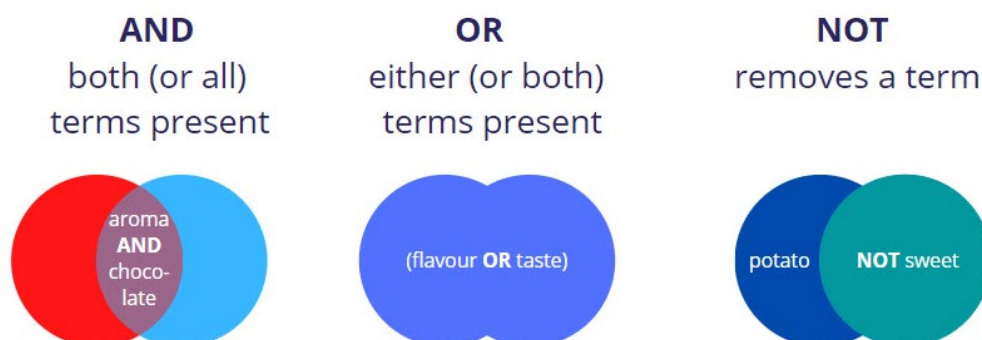 AND
both (or all)
terms present
aroma
AND
choco-
late
OR
either (or both)
terms present
(flavour OR taste)
NOT
removes a term
potato
NOT sweet